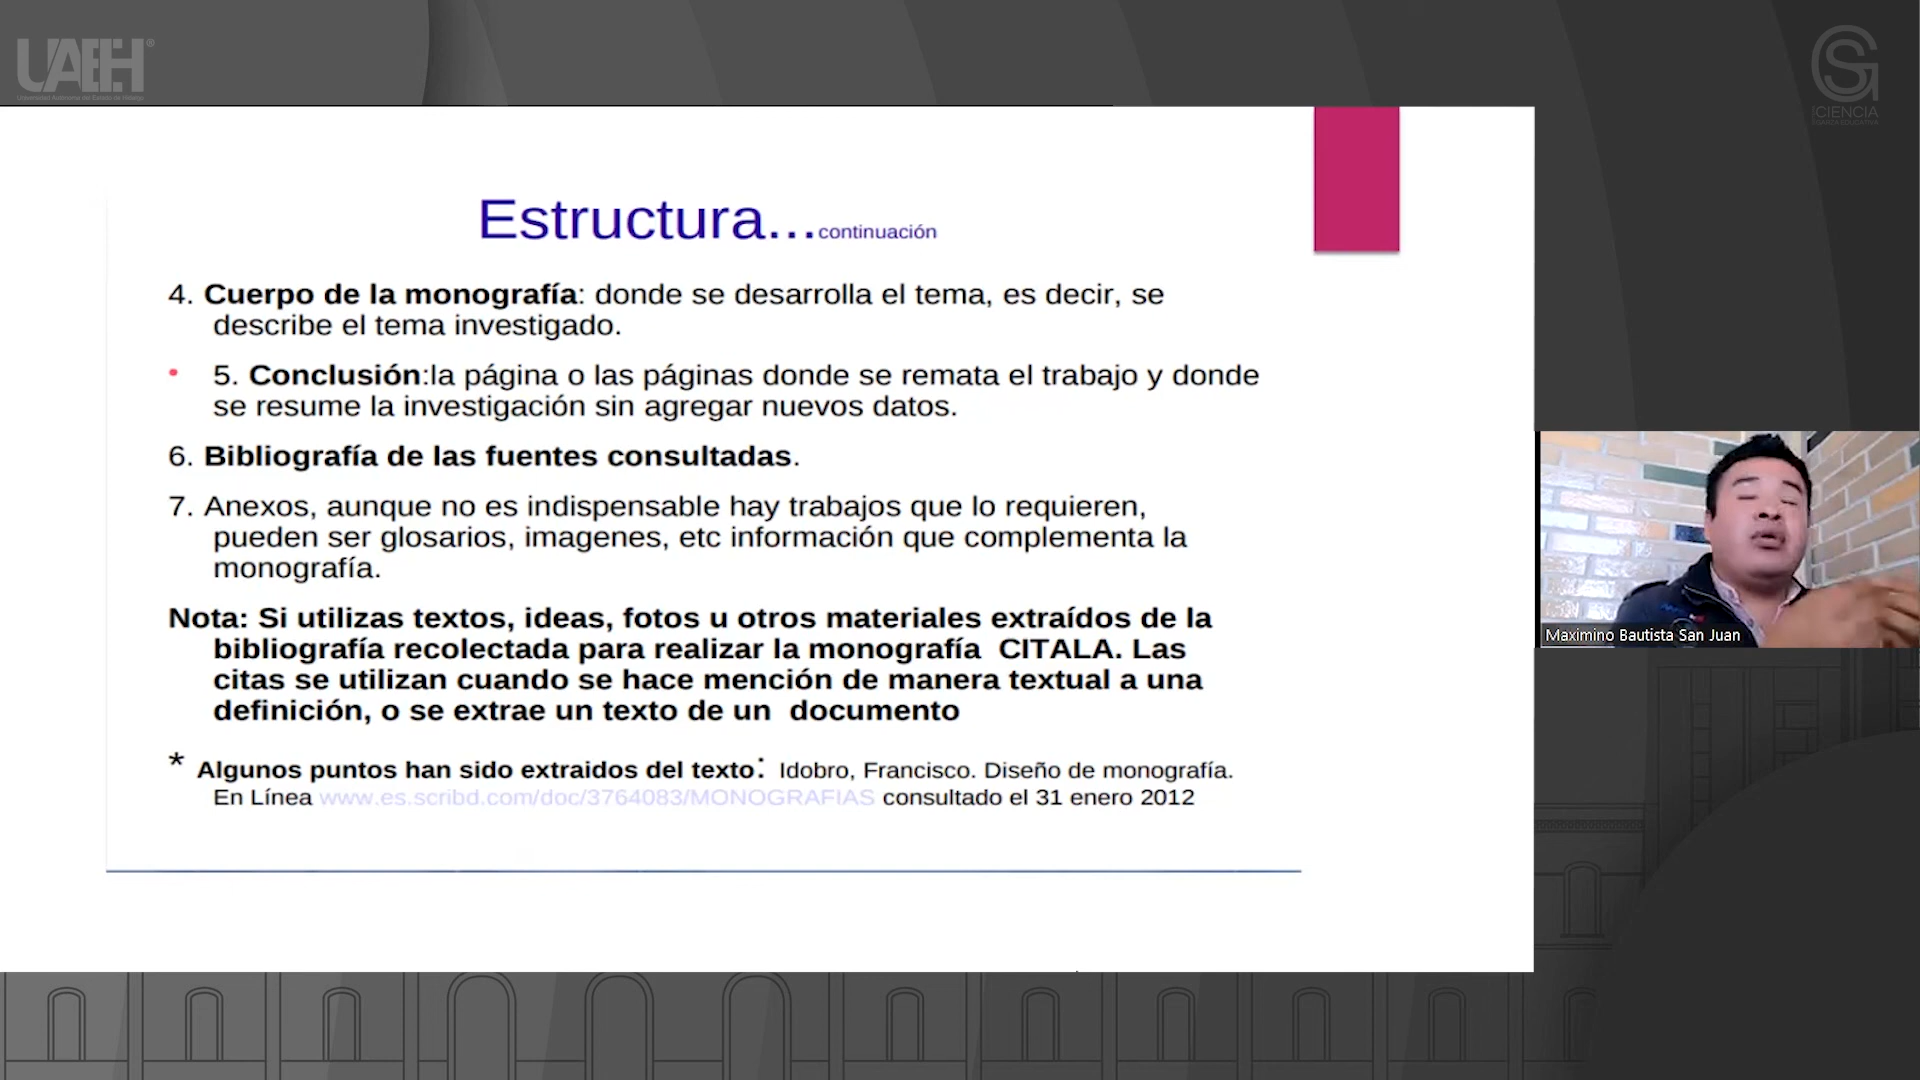 UAEH
Universidad Autónoma del Estado de Hidalgo
CIENCIA
Estructura...continuación
4. Cuerpo de la monografía: donde se desarrolla el tema, es decir, se
describe el tema investigado.
• 5. Conclusión:la página o las páginas donde se remata el trabajo y donde
se resume la investigación sin agregar nuevos datos.
6. Bibliografía de las fuentes consultadas.
7. Anexos, aunque no es indispensable hay trabajos que lo requieren,
pueden ser glosarios, imagenes, etc información que complementa la
monografía.
Nota: Si utilizas textos, ideas, fotos u otros materiales extraídos de la
bibliografía recolectada para realizar la monografía CITALA. Las
citas se utilizan cuando se hace mención de manera textual a una
definición, o se extrae un texto de un documento
* Algunos puntos han sido extraidos del texto: Idobro, Francisco. Diseño de monografía.
En Línea www.es.scribd.com/doc/3764083/MONOGRAFIAS consultado el 31 enero 2012
Maximino Bautista San Juan